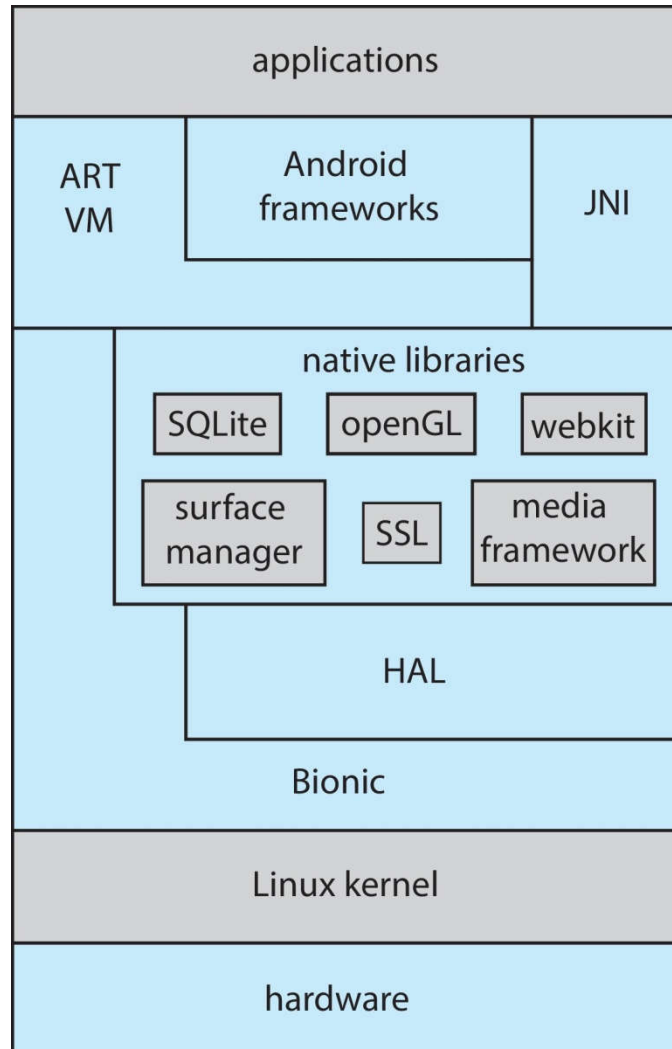 applications
ART
VM
Android
frameworks
JNI
native libraries
SQLite
openGL
webkit
surface
manager
SSL
media
framework
HAL
Bionic
Linux kernel
hardware